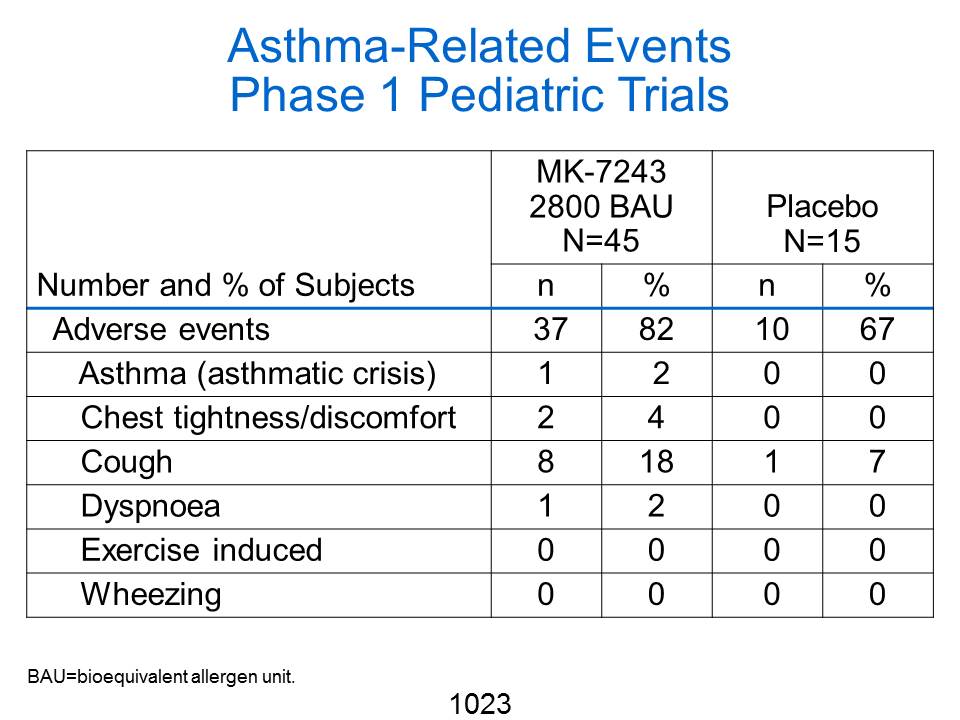 Asthma-Related Events
Phase 1 Pediatric Trials
MK-7243
2800 BAU
N=45
Placebo
N=15
Number and % of Subjects n % n %
Adverse events 37 82 10 67
Asthma (asthmatic crisis) 1 2 0 0
Chest tightness/discomfort 2 4 0 0
Cough 8 18 1 7
Dyspnoea 1 2 0 0
Exercise induced 0 0 0 0
Wheezing 0 0 0 0
BAU=bioequivalent allergen unit.
1023